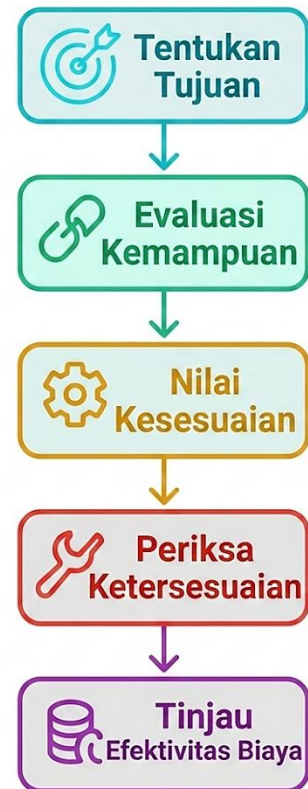 Tentukan
Tujuan
Evaluasi
Kemampuan
Nilai
Kesesuaian
Periksa
Ketersesuaian
Tinjau
Efektivitas Biaya